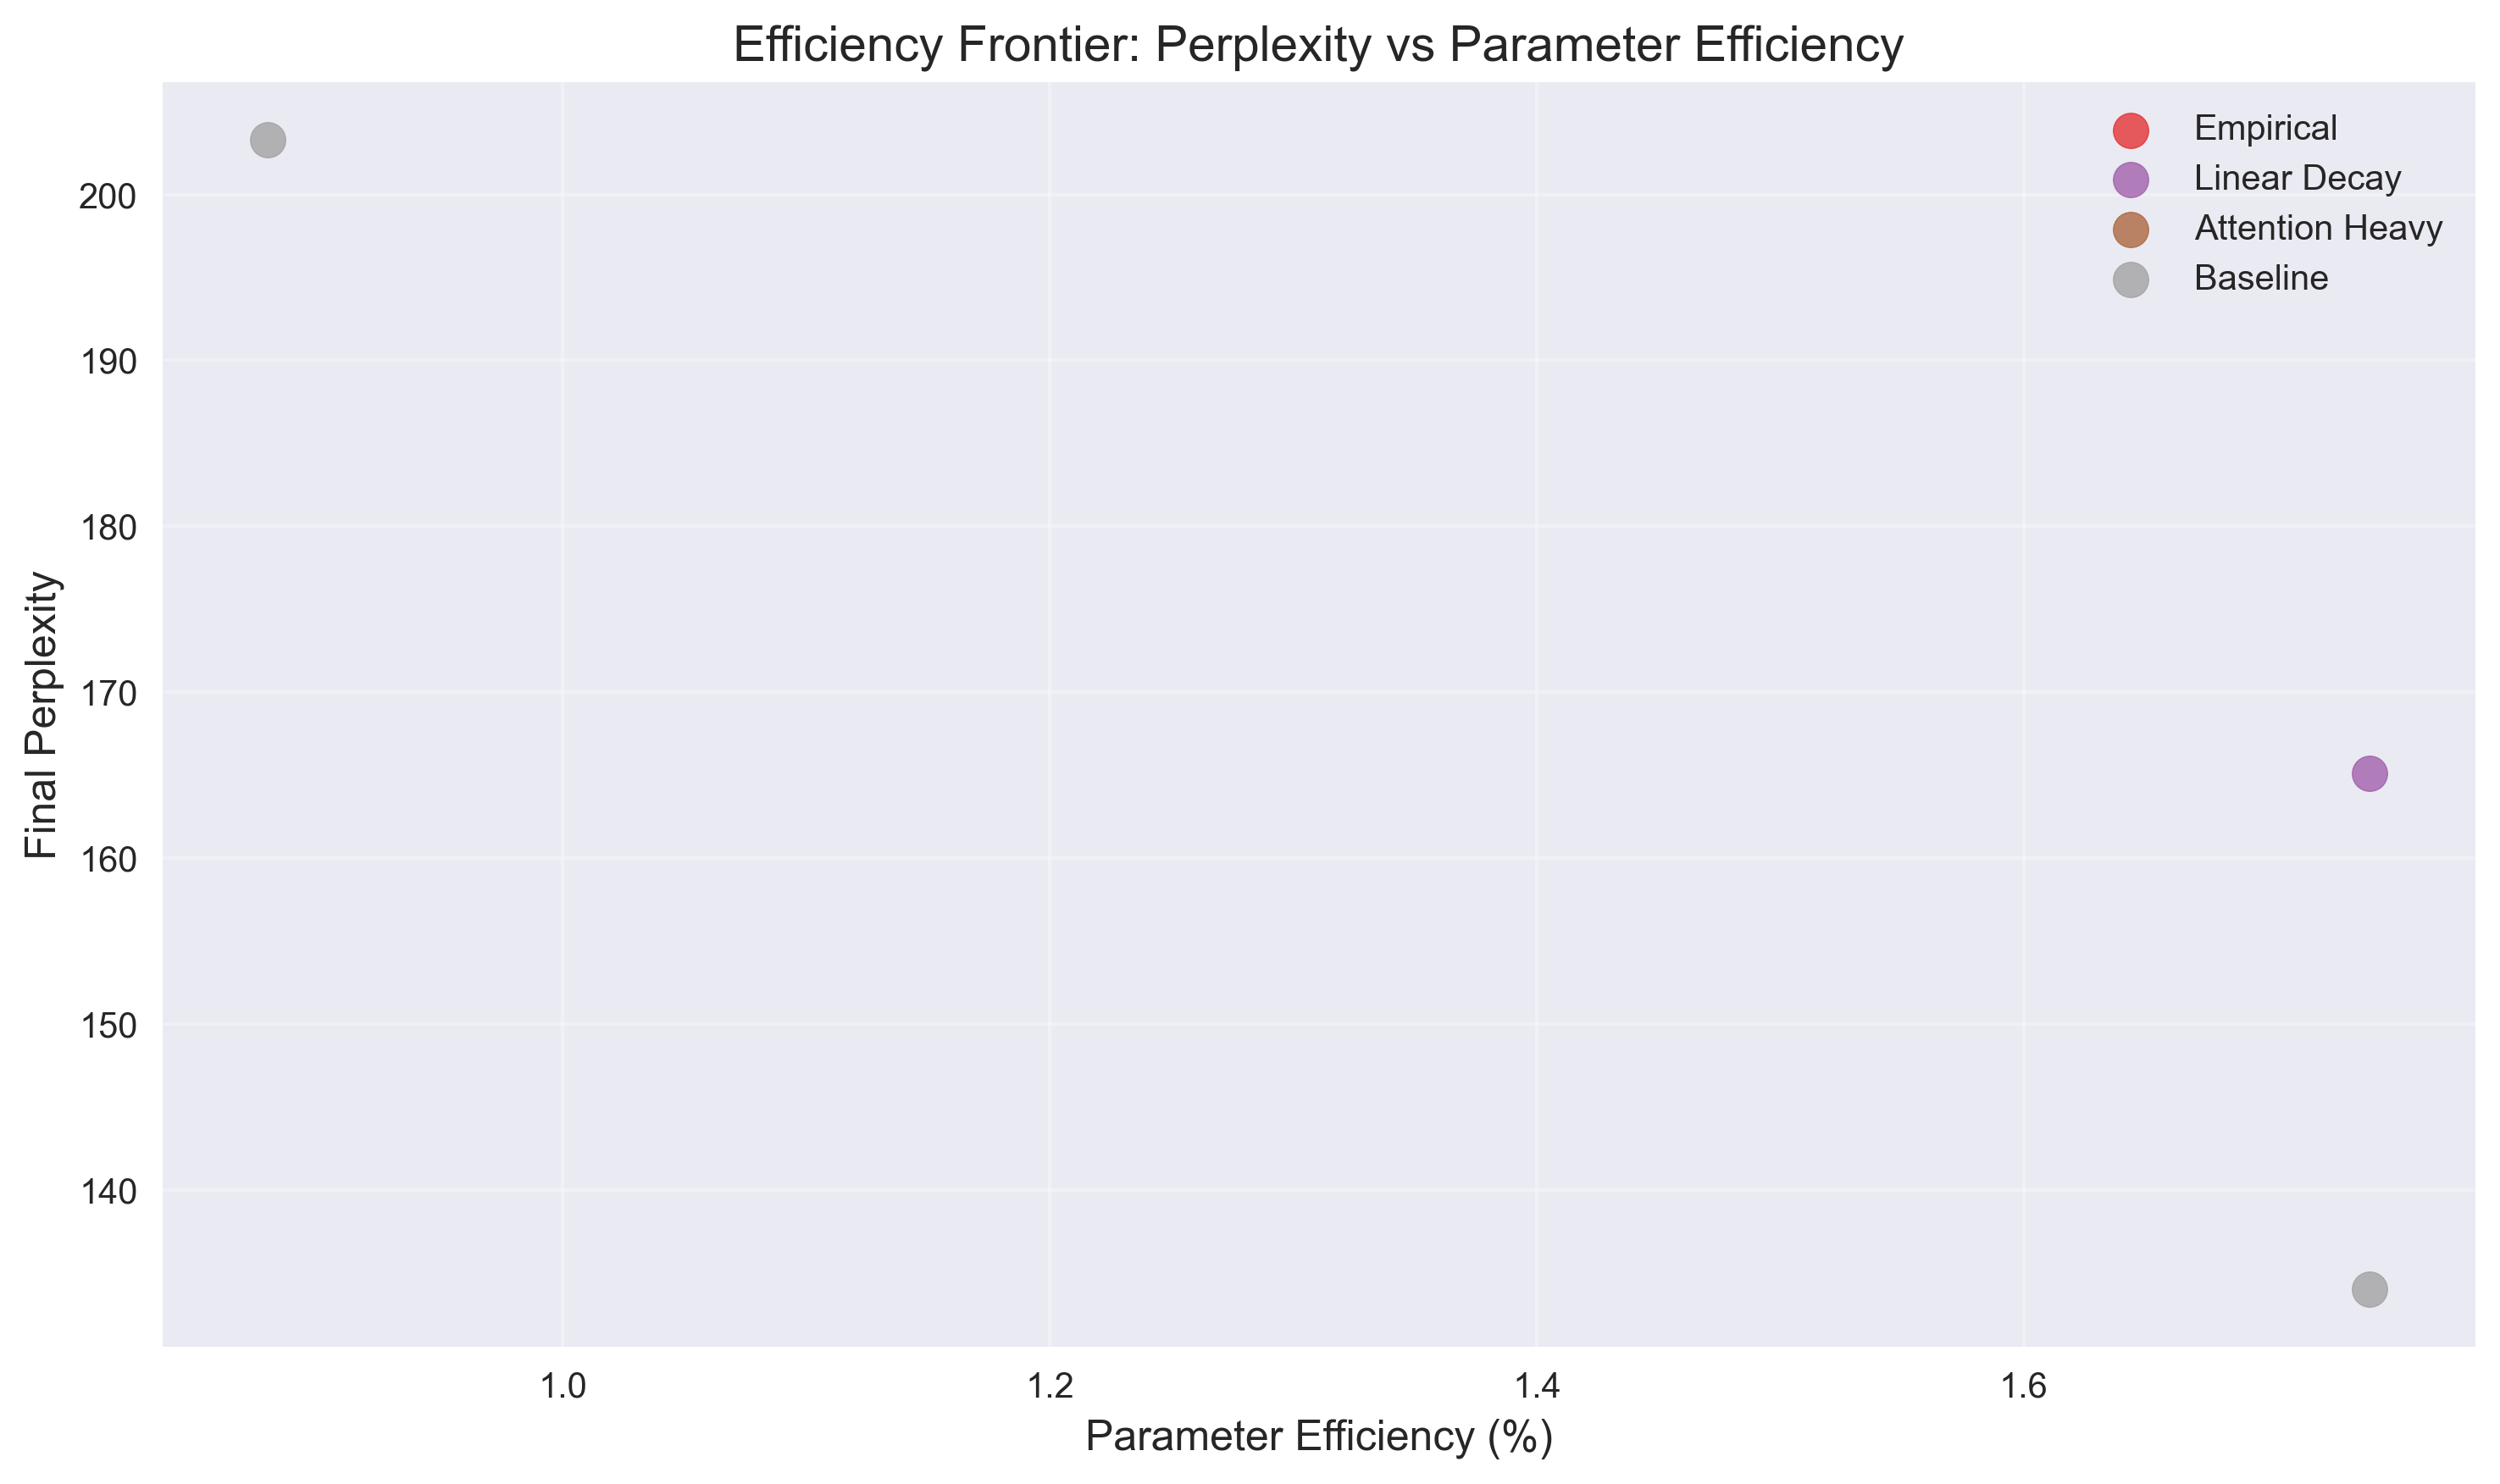 Efficiency Frontier: Perplexity vs Parameter Efficiency
Empirical
Linear Decay
Attention Heavy
Baseline
Final Perplexity
200
190
180
170
160
150
140
1.0
1.2
1.4
1.6
Parameter Efficiency (%)